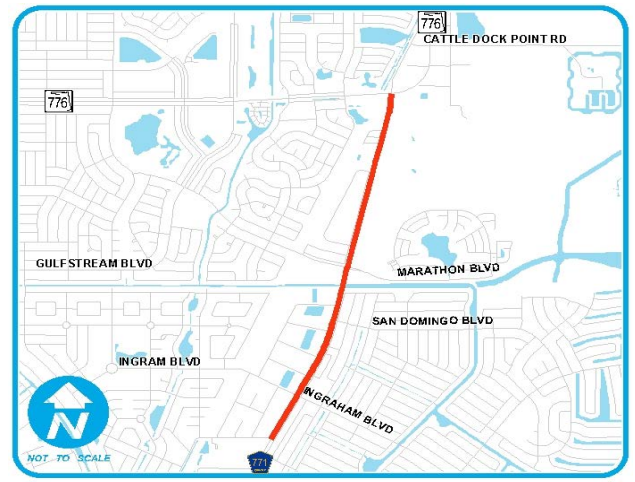 776
CATTLE DOCK POINT RD
776
GULFSTREAM BLVD
MARATHON BLVD
SAN DOMINGO BLVD
INGRAM BLVD
INGRAHAM BLVD
N
NOT TO SCALE
771